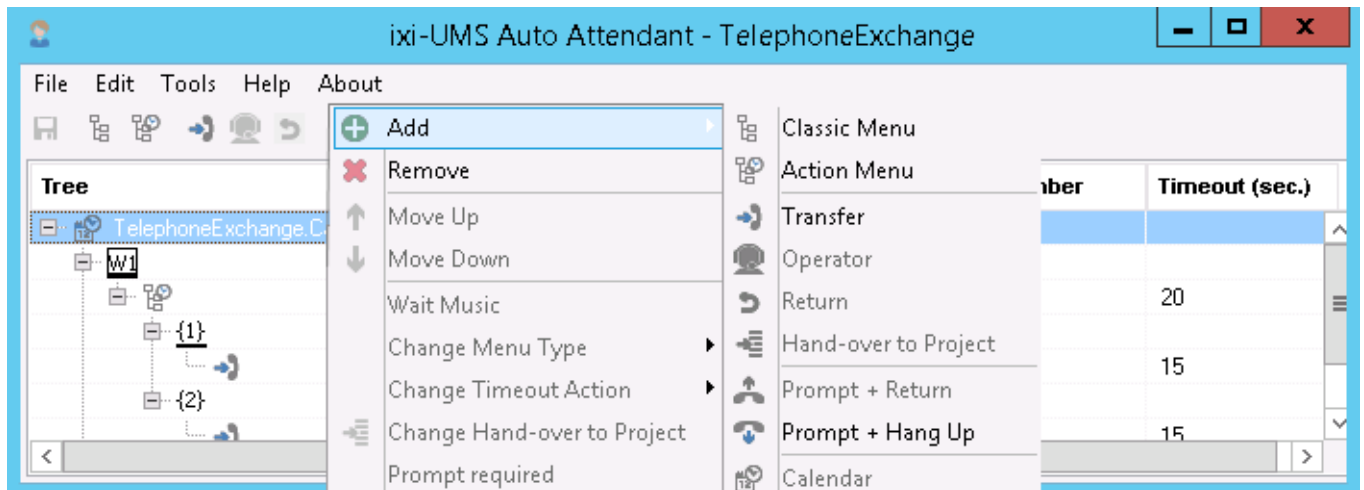 ixi-UMS Auto Attendant - TelephoneExchange
File Edit Tools Help About
Tree
Timeout (sec.)
TelephoneExchange.C
W1
20
{1}
15
{2}
15
Add
Remove
Move Up
Move Down
Wait Music
Change Menu Type
Change Timeout Action
Change Hand-over to Project
Prompt required
Classic Menu
Action Menu
Transfer
Operator
Return
Hand-over to Project
Prompt + Return
Prompt + Hang Up
Calendar